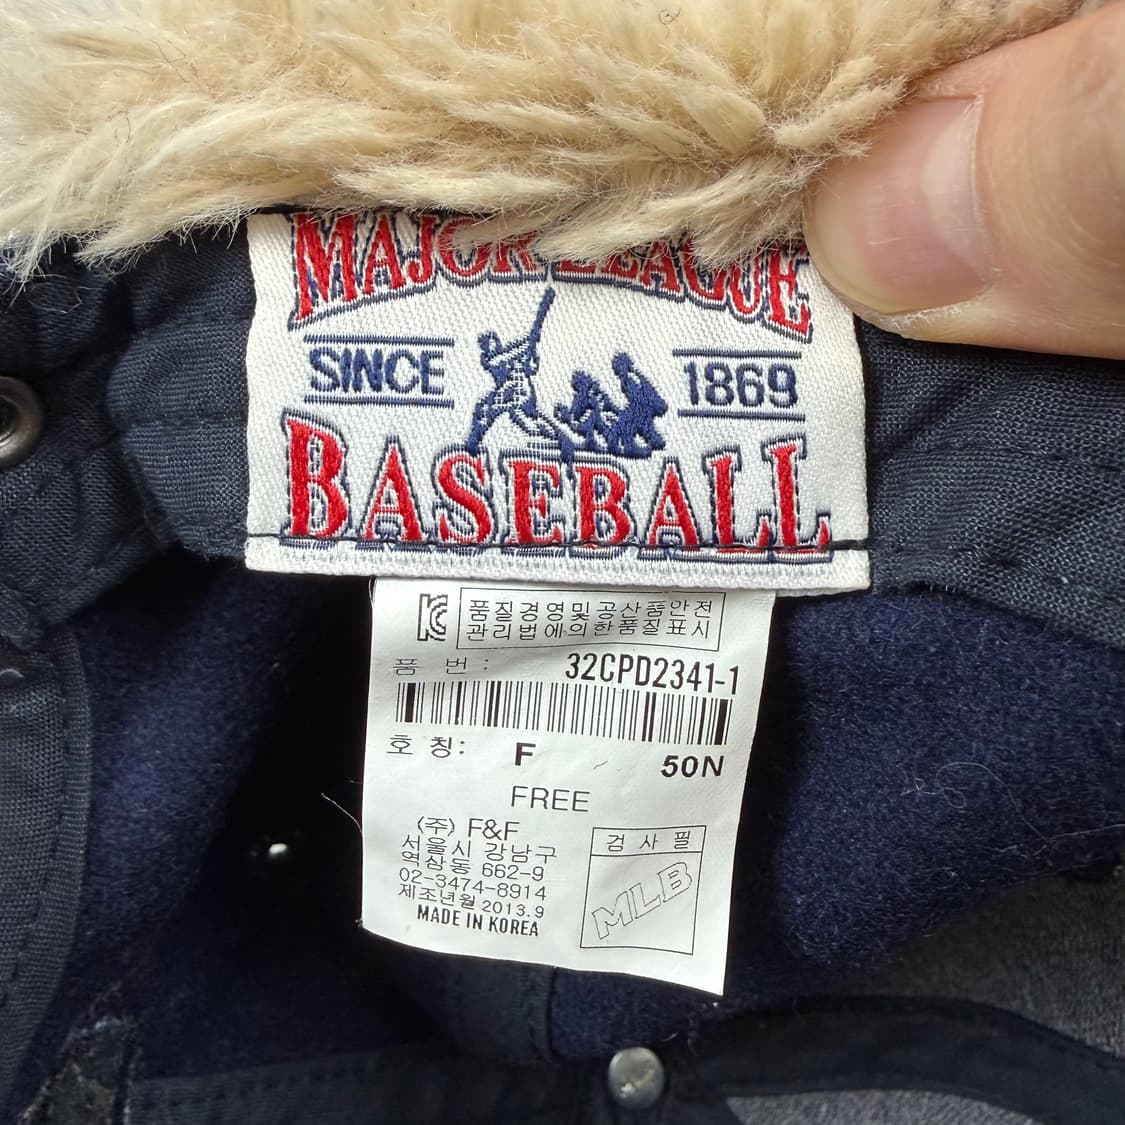 MAJOR LEAGUE
SINCE 1869
BASEBALL
품질경영및공산품안전
관리법에의한품질표시
품 번 : 32CPD2341-1
호 칭: F 50N
FREE
(주) F&F
서울시 강남구
역삼동 662-9
02-3474-8914
제조년월 2013.9
MADE IN KOREA
검 사 필
MLB